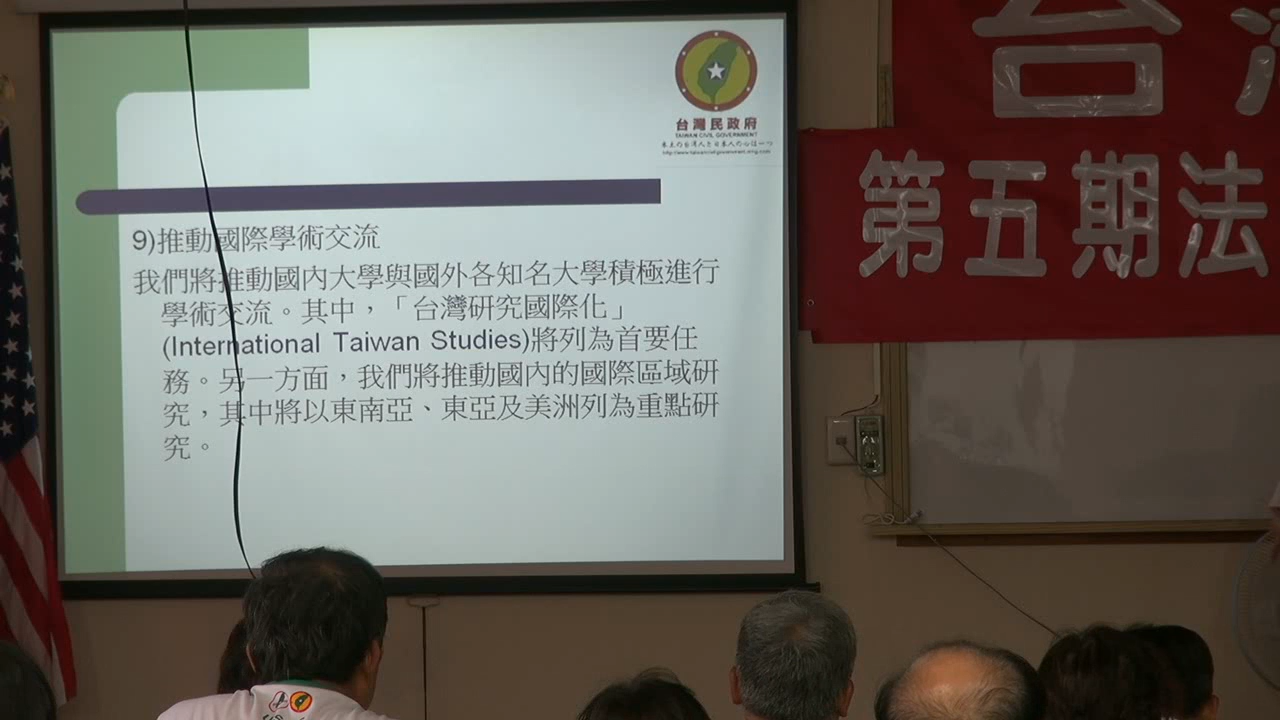 台灣民政府
TAIWAN CIVIL GOVERNMENT
9)推動國際學術交流
我們將推動國內大學與國外各知名大學積極進行
學術交流。其中，「台灣研究國際化」
(International Taiwan Studies)將列為首要任
務。另一方面，我們將推動國內的國際區域研
究，其中將以東南亞、東亞及美洲列為重點研
究。
台
第五期法